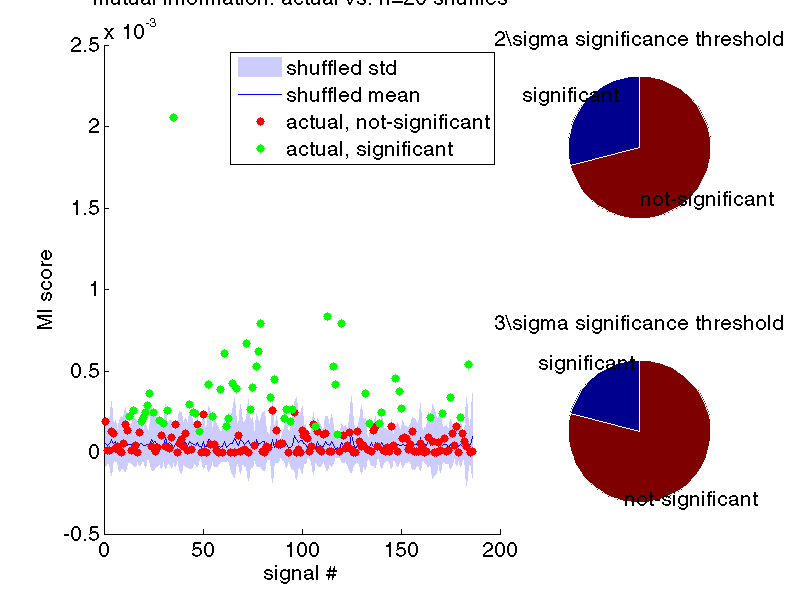 mutual information: actual vs. n=20 shuffles
x 10-3
2.5
2
1.5
1
0.5
0
-0.5
0
50
100
150
200
MI score
signal #
shuffled std
shuffled mean
actual, not-significant
actual, significant
2\sigma significance threshold
significant
not-significant
3\sigma significance threshold
significant
not-significant